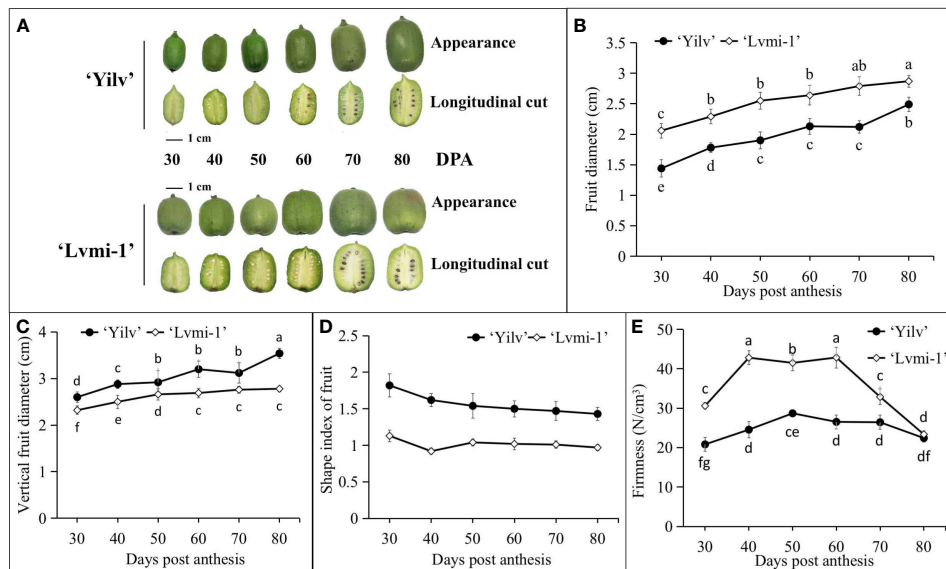 A
'Yilv'
Appearance
Longitudinal cut
1 cm
30 40 50 60 70 80 DPA
1 cm
'Lvmi-1'
Appearance
Longitudinal cut
B
'Yilv' 'Lvmi-1'
Fruit diameter (cm)
3.5
3
2.5
2
1.5
1
0.5
0
c b b b ab a
e d c c c b
30 40 50 60 70 80
Days post anthesis
C
'Yilv' 'Lvmi-1'
Vertical fruit diameter (cm)
4
3
2
1
0
d c b b b a
f e d c c c
30 40 50 60 70 80
Days post anthesis
D
'Yilv' 'Lvmi-1'
Shape index of fruit
2.5
2
1.5
1
0.5
0
30 40 50 60 70 80
Days post anthesis
E
'Yilv'
'Lvmi-1'
Firmness (N/cm³)
50
40
30
20
10
0
c a b a c d
fg d ce d d df
30 40 50 60 70 80
Days post anthesis